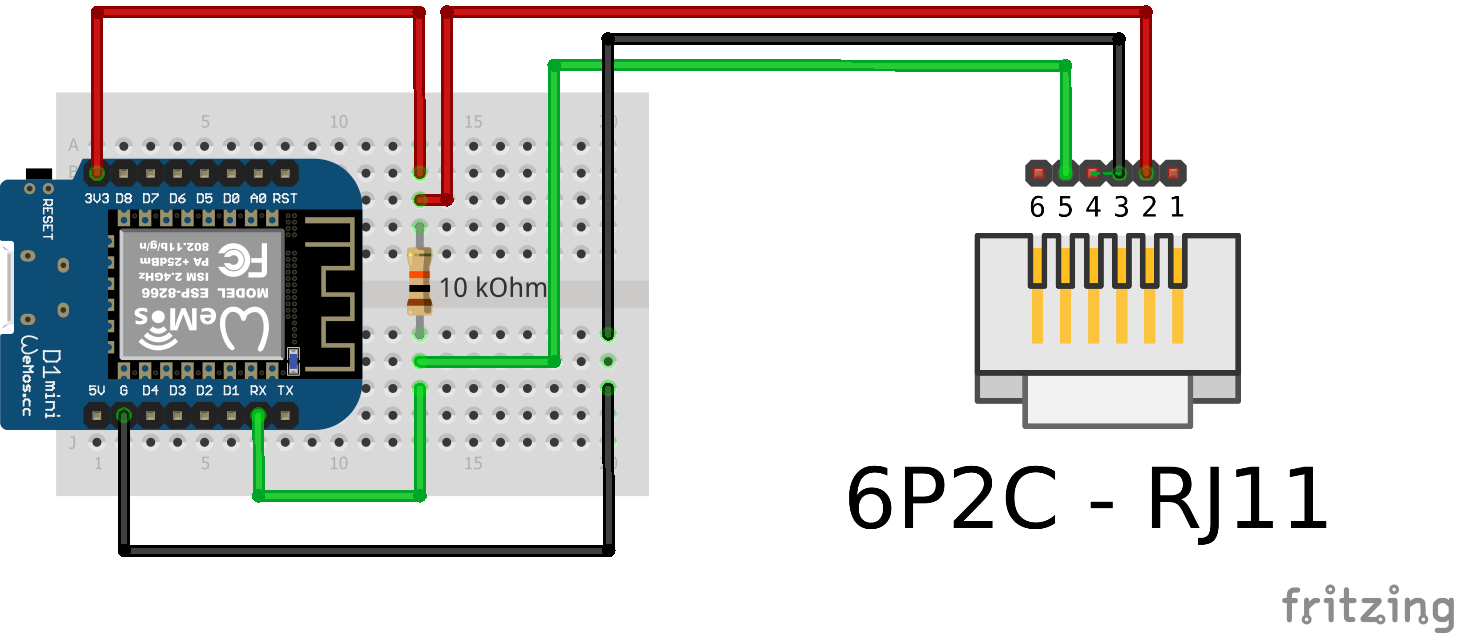 5 10 15 20
A
B
3V3 D8 D7 D6 D5 D0 A0 RST
6 5 4 3 2 1
RESET
802.11b/g/n
PA +25dBm
ISM 2.4GHz
MODEL ESP-8266
FC
WeMos
10 kOhm
D1 mini
WeMos.cc
5V G D4 D3 D2 D1 RX TX
J
1 5 10 15 20
6P2C - RJ11
fritzing